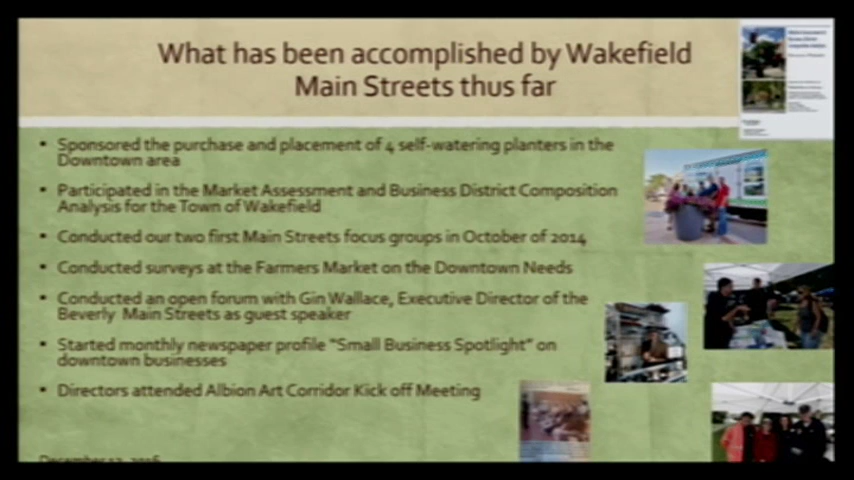 What has been accomplished by Wakefield
Main Streets thus far
• Sponsored the purchase and placement of 4 self-watering planters in the
Downtown area
• Participated in the Market Assessment and Business District Composition
Analysis for the Town of Wakefield
• Conducted our two first Main Streets focus groups in October of 2014
• Conducted surveys at the Farmers Market on the Downtown Needs
• Conducted an open forum with Gin Wallace, Executive Director of the
Beverly Main Streets as guest speaker
• Started monthly newspaper profile "Small Business Spotlight" on
downtown businesses
• Directors attended Albion Art Corridor Kick off Meeting
December 12, 2016